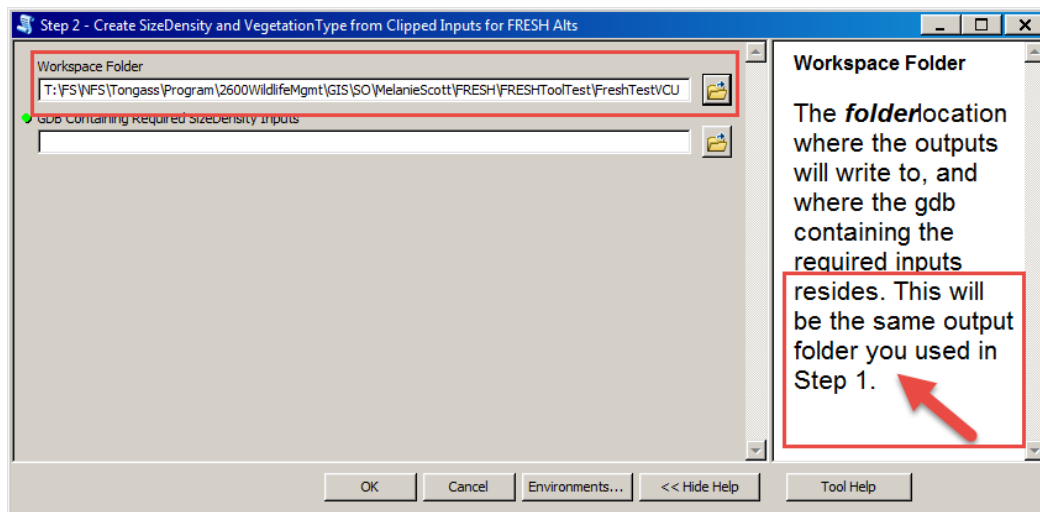 Step 2 - Create SizeDensity and VegetationType from Clipped Inputs for FRESH Alts
Workspace Folder
T:\FS\NFS\Tongass\Program\2600WildlifeMgmt\GIS\SO\MelanieScott\FRESH\FRESHToolTest\FreshTestVCU
GDB Containing Required SizeDensity Inputs
Workspace Folder
The folderlocation
where the outputs
will write to, and
where the gdb
containing the
required inputs
resides. This will
be the same output
folder you used in
Step 1.
OK
Cancel
Environments...
<< Hide Help
Tool Help